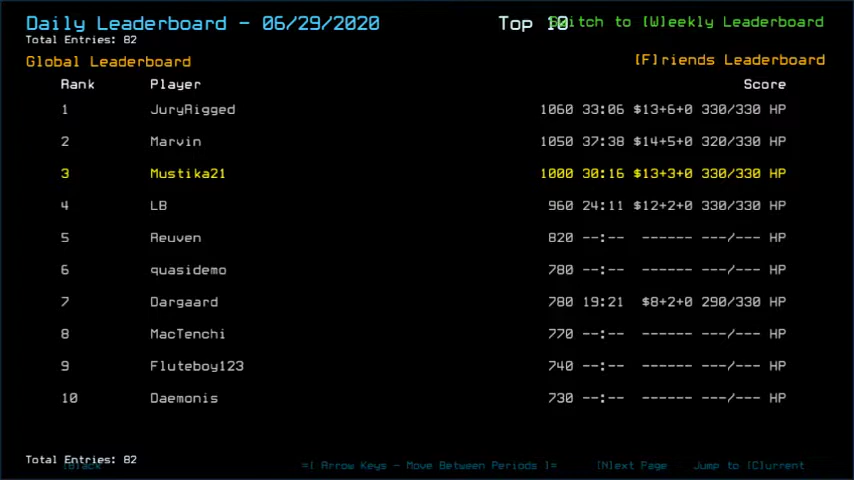 Daily Leaderboard - 06/29/2020 Top 10 Switch to [W]eekly Leaderboard
Total Entries: 82
Global Leaderboard [F]riends Leaderboard
Rank Player Score
1 JuryRigged 1060 33:06 $13+6+0 330/330 HP
2 Marvin 1050 37:38 $14+5+0 320/330 HP
3 Mustika21 1000 30:16 $13+3+0 330/330 HP
4 LB 960 24:11 $12+2+0 330/330 HP
5 Reuven 820 --:-- ------ ---/--- HP
6 quasidemo 780 --:-- ------ ---/--- HP
7 Dargaard 780 19:21 $8+2+0 290/330 HP
8 MacTenchi 770 --:-- ------ ---/--- HP
9 Fluteboy123 740 --:-- ------ ---/--- HP
10 Daemonis 730 --:-- ------ ---/--- HP
Total Entries: 82
[B]ack =[ Arrow Keys - Move Between Periods ]= [N]ext Page Jump to [C]urrent